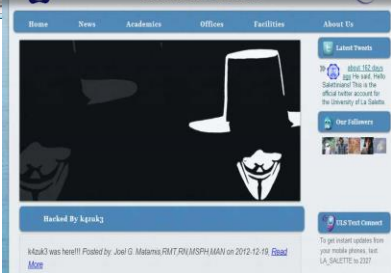 Home News Academics Offices Facilities About Us
Latest Tweets
about 162 days
ago He said, Hello
Salettinians! This is the
official twitter account for
the University of La Salette
Our Followers
Hacked By k4zuk3
k4zuk3 was here!!! Posted by: Joel G. Matamis,RMT,RN,MSPH,MAN on 2012-12-19, Read
More
ULS Text Connect
To get instant updates from
your mobile phones, text
LA_SALETTE to 2327